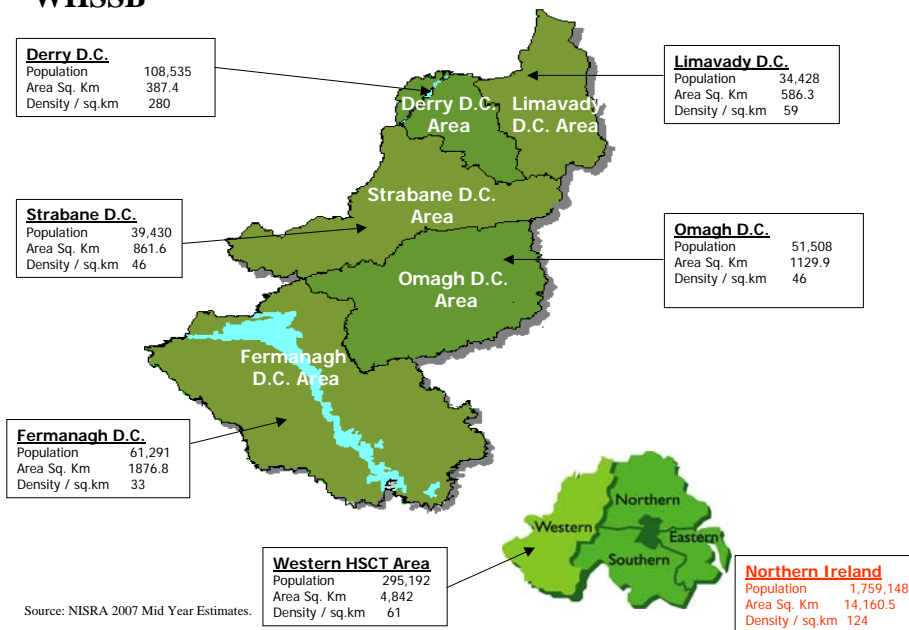 WHSSB
Derry D.C.
Population 108,535
Area Sq. Km 387.4
Density / sq.km 280
Limavady D.C.
Population 34,428
Area Sq. Km 586.3
Density / sq.km 59
Derry D.C.
Area
Limavady
D.C. Area
Strabane D.C.
Area
Strabane D.C.
Population 39,430
Area Sq. Km 861.6
Density / sq.km 46
Omagh D.C.
Population 51,508
Area Sq. Km 1129.9
Density / sq.km 46
Omagh D.C.
Area
Fermanagh
D.C. Area
Fermanagh D.C.
Population 61,291
Area Sq. Km 1876.8
Density / sq.km 33
Northern
Western
Eastern
Southern
Western HSCT Area
Population 295,192
Area Sq. Km 4,842
Density / sq.km 61
Northern Ireland
Population 1,759,148
Area Sq. Km 14,160.5
Density / sq.km 124
Source: NISRA 2007 Mid Year Estimates.